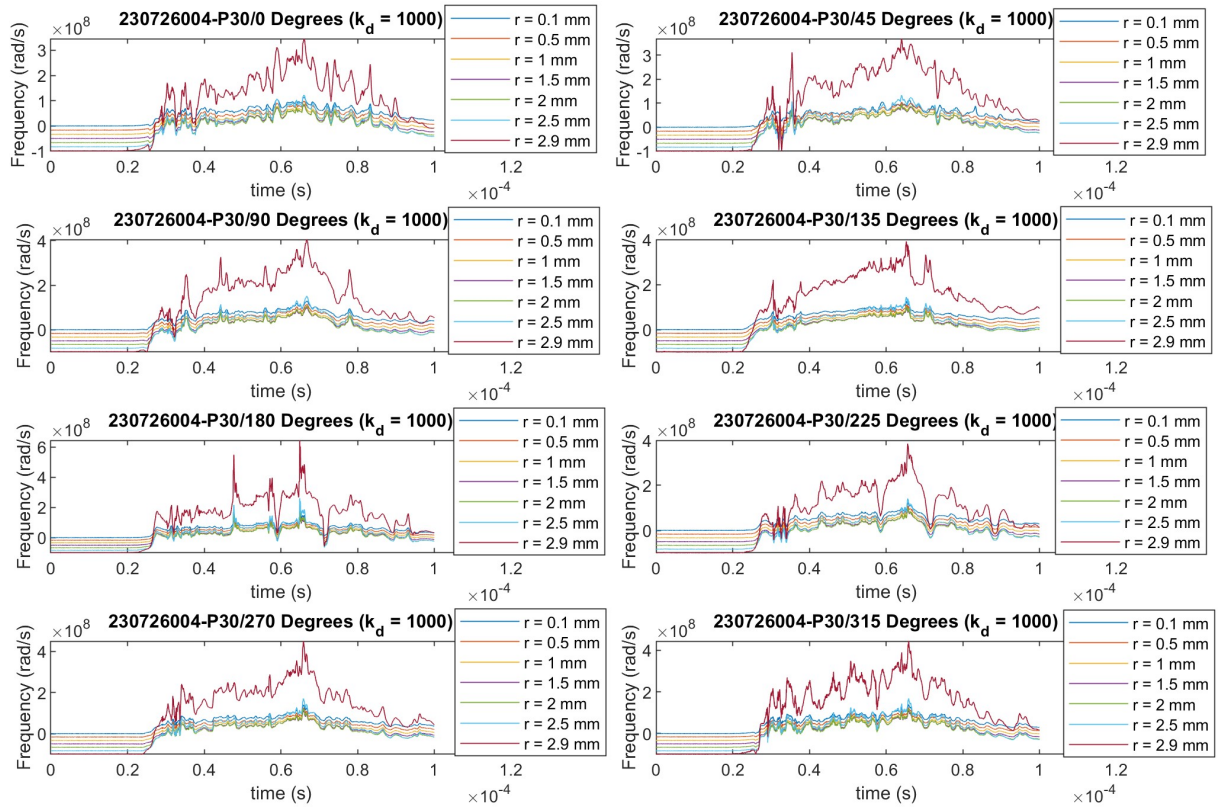 230726004-P30/0 Degrees (k_d = 1000)
×10^8
Frequency (rad/s)
3
2
1
0
-1
0 0.2 0.4 0.6 0.8 1 1.2
×10^-4
time (s)
r = 0.1 mm
r = 0.5 mm
r = 1 mm
r = 1.5 mm
r = 2 mm
r = 2.5 mm
r = 2.9 mm
230726004-P30/45 Degrees (k_d = 1000)
×10^8
Frequency (rad/s)
3
2
1
0
-1
0 0.2 0.4 0.6 0.8 1 1.2
×10^-4
time (s)
r = 0.1 mm
r = 0.5 mm
r = 1 mm
r = 1.5 mm
r = 2 mm
r = 2.5 mm
r = 2.9 mm
230726004-P30/90 Degrees (k_d = 1000)
×10^8
Frequency (rad/s)
4
2
0
0 0.2 0.4 0.6 0.8 1 1.2
×10^-4
time (s)
r = 0.1 mm
r = 0.5 mm
r = 1 mm
r = 1.5 mm
r = 2 mm
r = 2.5 mm
r = 2.9 mm
230726004-P30/135 Degrees (k_d = 1000)
×10^8
Frequency (rad/s)
4
2
0
0 0.2 0.4 0.6 0.8 1 1.2
×10^-4
time (s)
r = 0.1 mm
r = 0.5 mm
r = 1 mm
r = 1.5 mm
r = 2 mm
r = 2.5 mm
r = 2.9 mm
230726004-P30/180 Degrees (k_d = 1000)
×10^8
Frequency (rad/s)
6
4
2
0
0 0.2 0.4 0.6 0.8 1 1.2
×10^-4
time (s)
r = 0.1 mm
r = 0.5 mm
r = 1 mm
r = 1.5 mm
r = 2 mm
r = 2.5 mm
r = 2.9 mm
230726004-P30/225 Degrees (k_d = 1000)
×10^8
Frequency (rad/s)
4
2
0
0 0.2 0.4 0.6 0.8 1 1.2
×10^-4
time (s)
r = 0.1 mm
r = 0.5 mm
r = 1 mm
r = 1.5 mm
r = 2 mm
r = 2.5 mm
r = 2.9 mm
230726004-P30/270 Degrees (k_d = 1000)
×10^8
Frequency (rad/s)
4
2
0
0 0.2 0.4 0.6 0.8 1 1.2
×10^-4
time (s)
r = 0.1 mm
r = 0.5 mm
r = 1 mm
r = 1.5 mm
r = 2 mm
r = 2.5 mm
r = 2.9 mm
230726004-P30/315 Degrees (k_d = 1000)
×10^8
Frequency (rad/s)
4
2
0
0 0.2 0.4 0.6 0.8 1 1.2
×10^-4
time (s)
r = 0.1 mm
r = 0.5 mm
r = 1 mm
r = 1.5 mm
r = 2 mm
r = 2.5 mm
r = 2.9 mm